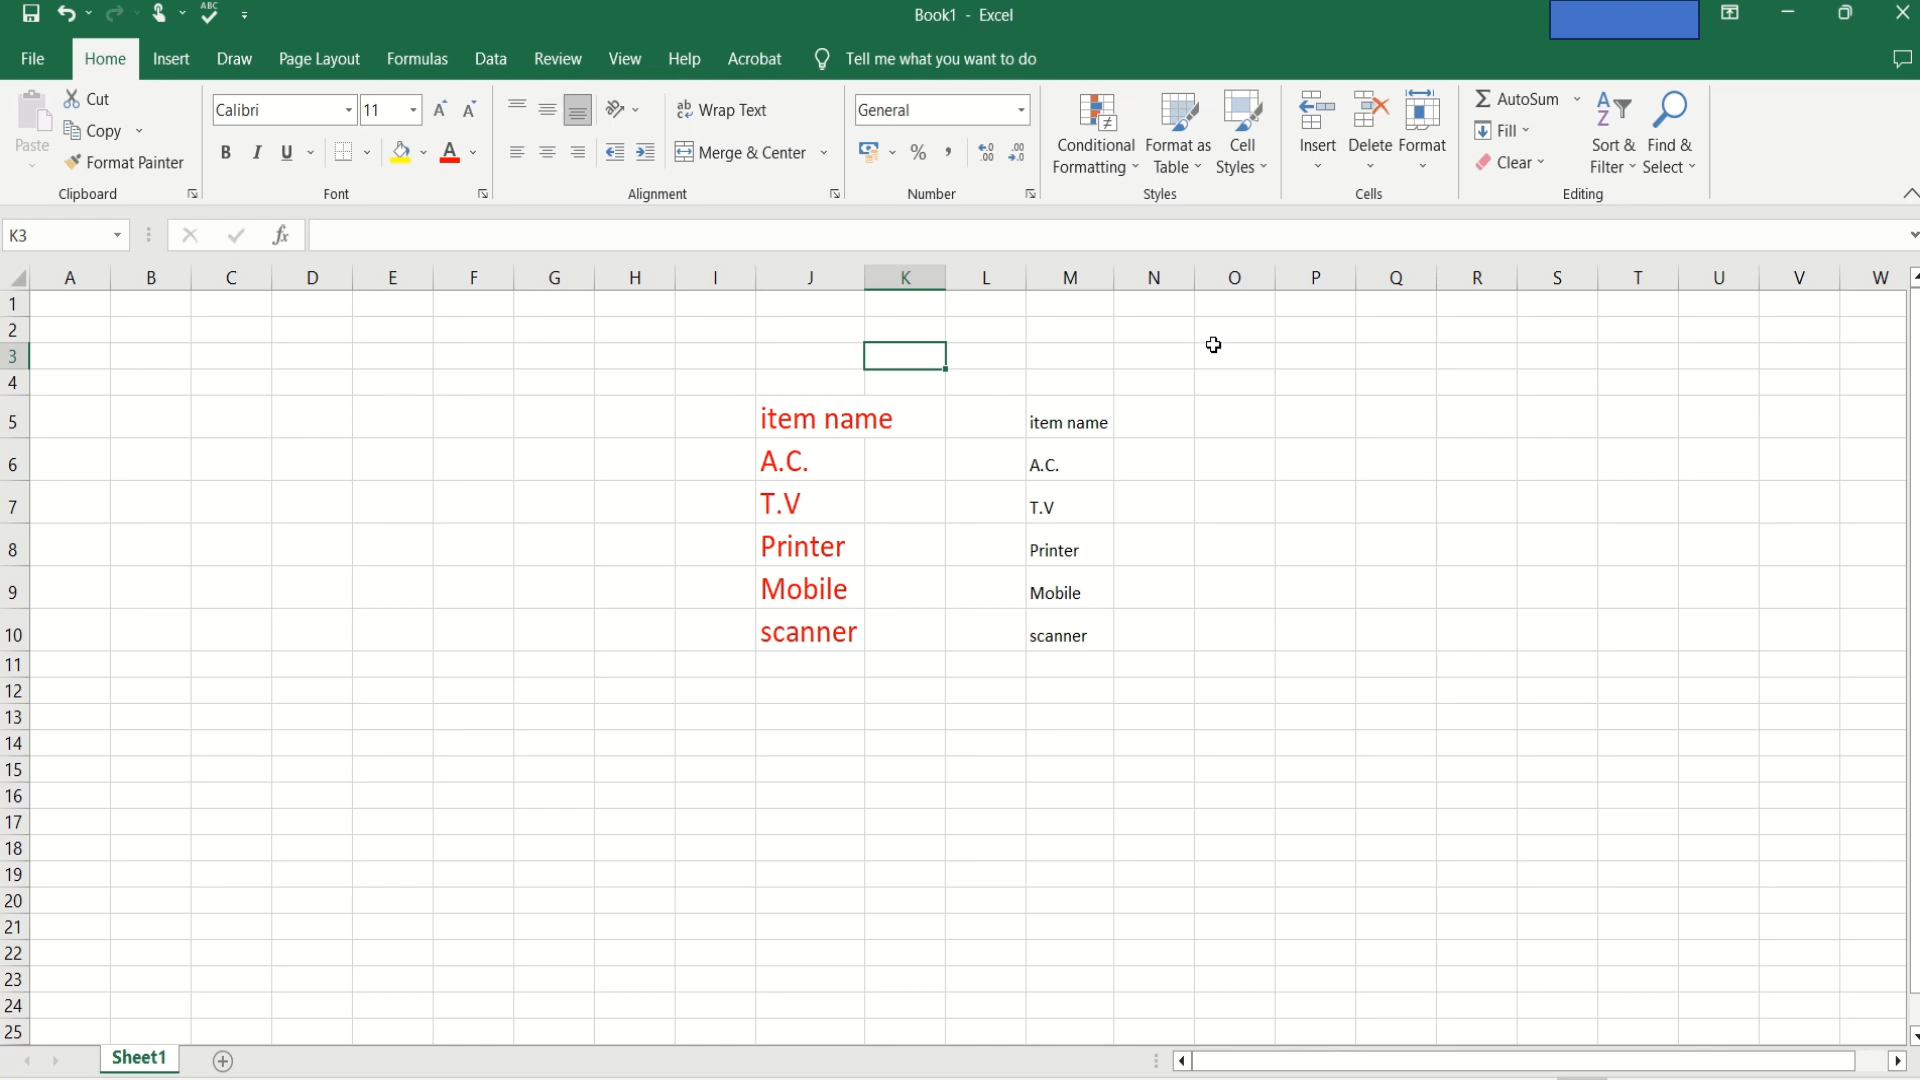 Book1 - Excel
File Home Insert Draw Page Layout Formulas Data Review View Help Acrobat Tell me what you want to do
Paste
Cut
Copy
Format Painter
Clipboard
Calibri 11
B I U A
Font
ab Wrap Text
Merge & Center
Alignment
General
% ,
Number
Conditional Formatting
Format as Table
Cell Styles
Styles
Insert Delete Format
Cells
AutoSum
Fill
Clear
Sort & Filter
Find & Select
Editing
K3
fx
A B C D E F G H I J K L M N O P Q R S T U V W
1
2
3
4
5 item name item name
6 A.C. A.C.
7 T.V T.V
8 Printer Printer
9 Mobile Mobile
10 scanner scanner
11
12
13
14
15
16
17
18
19
20
21
22
23
24
25
Sheet1